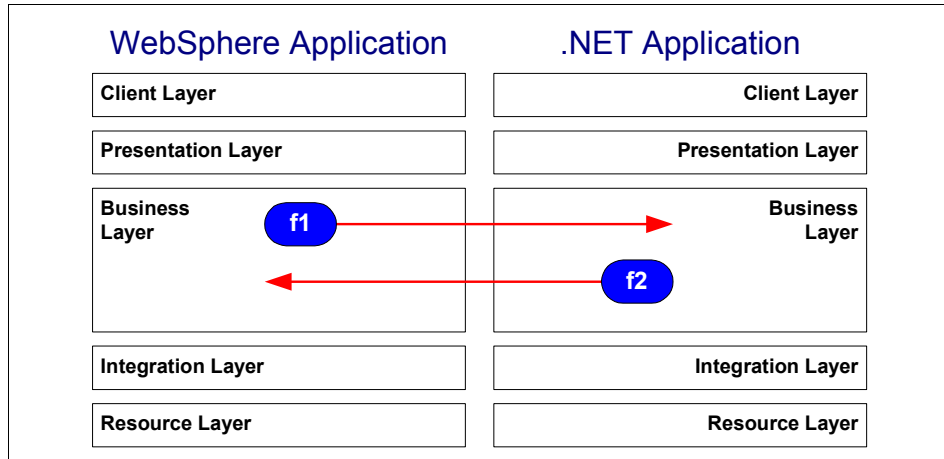 WebSphere Application
.NET Application
Client Layer
Client Layer
Presentation Layer
Presentation Layer
Business
Layer
f1
Business
Layer
f2
Integration Layer
Integration Layer
Resource Layer
Resource Layer